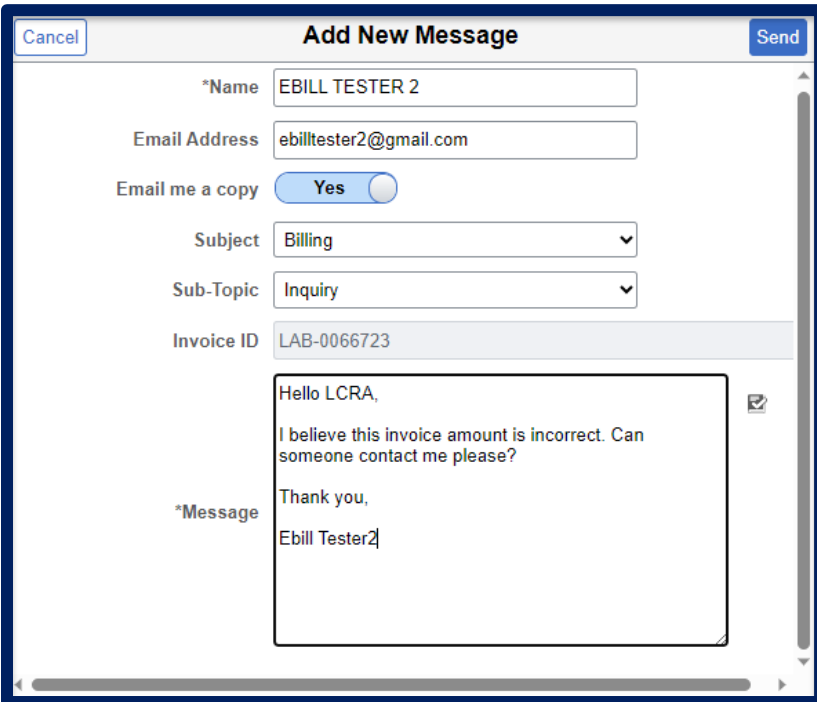 Cancel Add New Message Send
*Name EBILL TESTER 2
Email Address ebilltester2@gmail.com
Email me a copy Yes
Subject Billing
Sub-Topic Inquiry
Invoice ID LAB-0066723
Hello LCRA,
I believe this invoice amount is incorrect. Can
someone contact me please?
Thank you,
*Message
Ebill Tester2